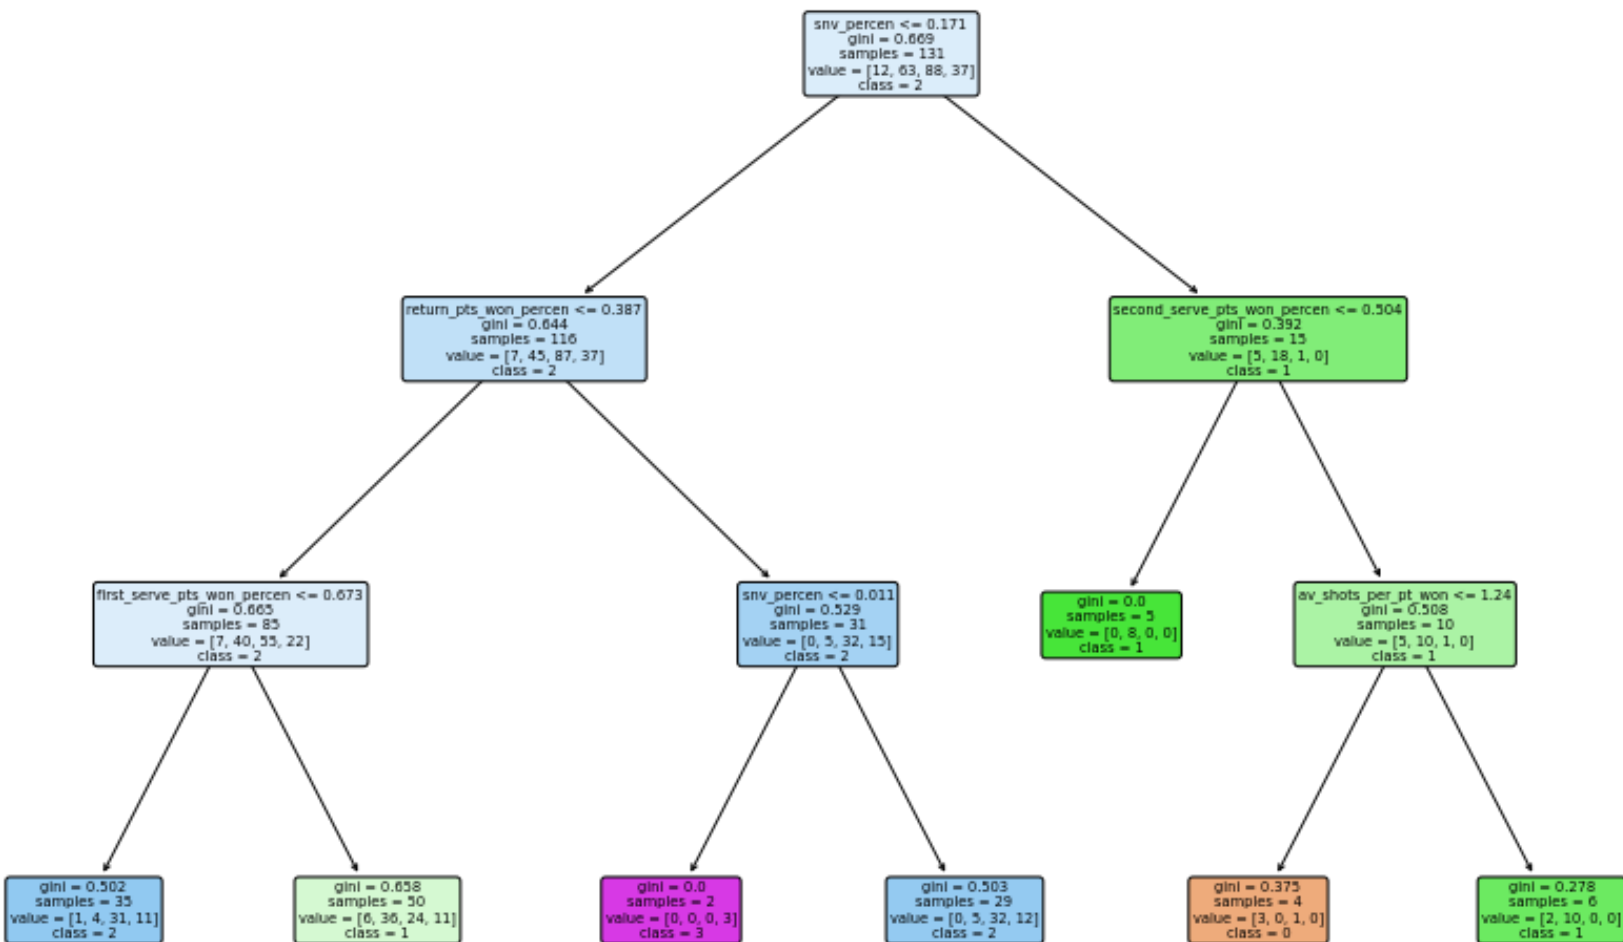 snv_percen <= 0.171
gini = 0.669
samples = 131
value = [12, 63, 88, 37]
class = 2
return_pts_won_percen <= 0.387
gini = 0.644
samples = 116
value = [7, 45, 87, 37]
class = 2
second_serve_pts_won_percen <= 0.504
gini = 0.392
samples = 15
value = [5, 18, 1, 0]
class = 1
first_serve_pts_won_percen <= 0.673
gini = 0.665
samples = 85
value = [7, 40, 55, 22]
class = 2
snv_percen <= 0.011
gini = 0.529
samples = 31
value = [0, 5, 32, 15]
class = 2
gini = 0.0
samples = 5
value = [0, 8, 0, 0]
class = 1
av_shots_per_pt_won <= 1.24
gini = 0.508
samples = 10
value = [5, 10, 1, 0]
class = 1
gini = 0.502
samples = 35
value = [1, 4, 31, 11]
class = 2
gini = 0.658
samples = 50
value = [6, 36, 24, 11]
class = 1
gini = 0.0
samples = 2
value = [0, 0, 0, 3]
class = 3
gini = 0.503
samples = 29
value = [0, 5, 32, 12]
class = 2
gini = 0.375
samples = 4
value = [3, 0, 1, 0]
class = 0
gini = 0.278
samples = 6
value = [2, 10, 0, 0]
class = 1